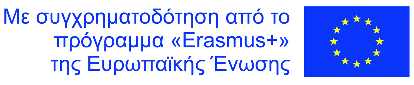 Με συγχρηματοδότηση από το
πρόγραμμα «Erasmus+»
της Ευρωπαϊκής Ένωσης